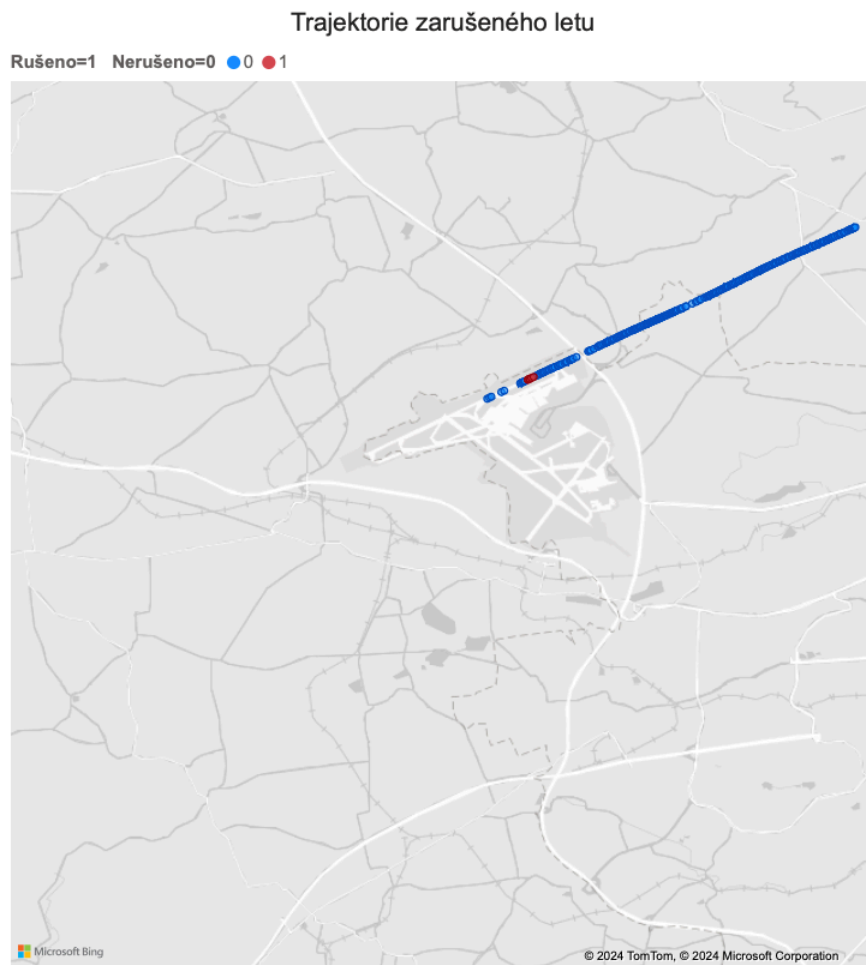 Trajektorie zarušeného letu
Rušeno=1 Nerušeno=0 0 1
Microsoft Bing
© 2024 TomTom, © 2024 Microsoft Corporation